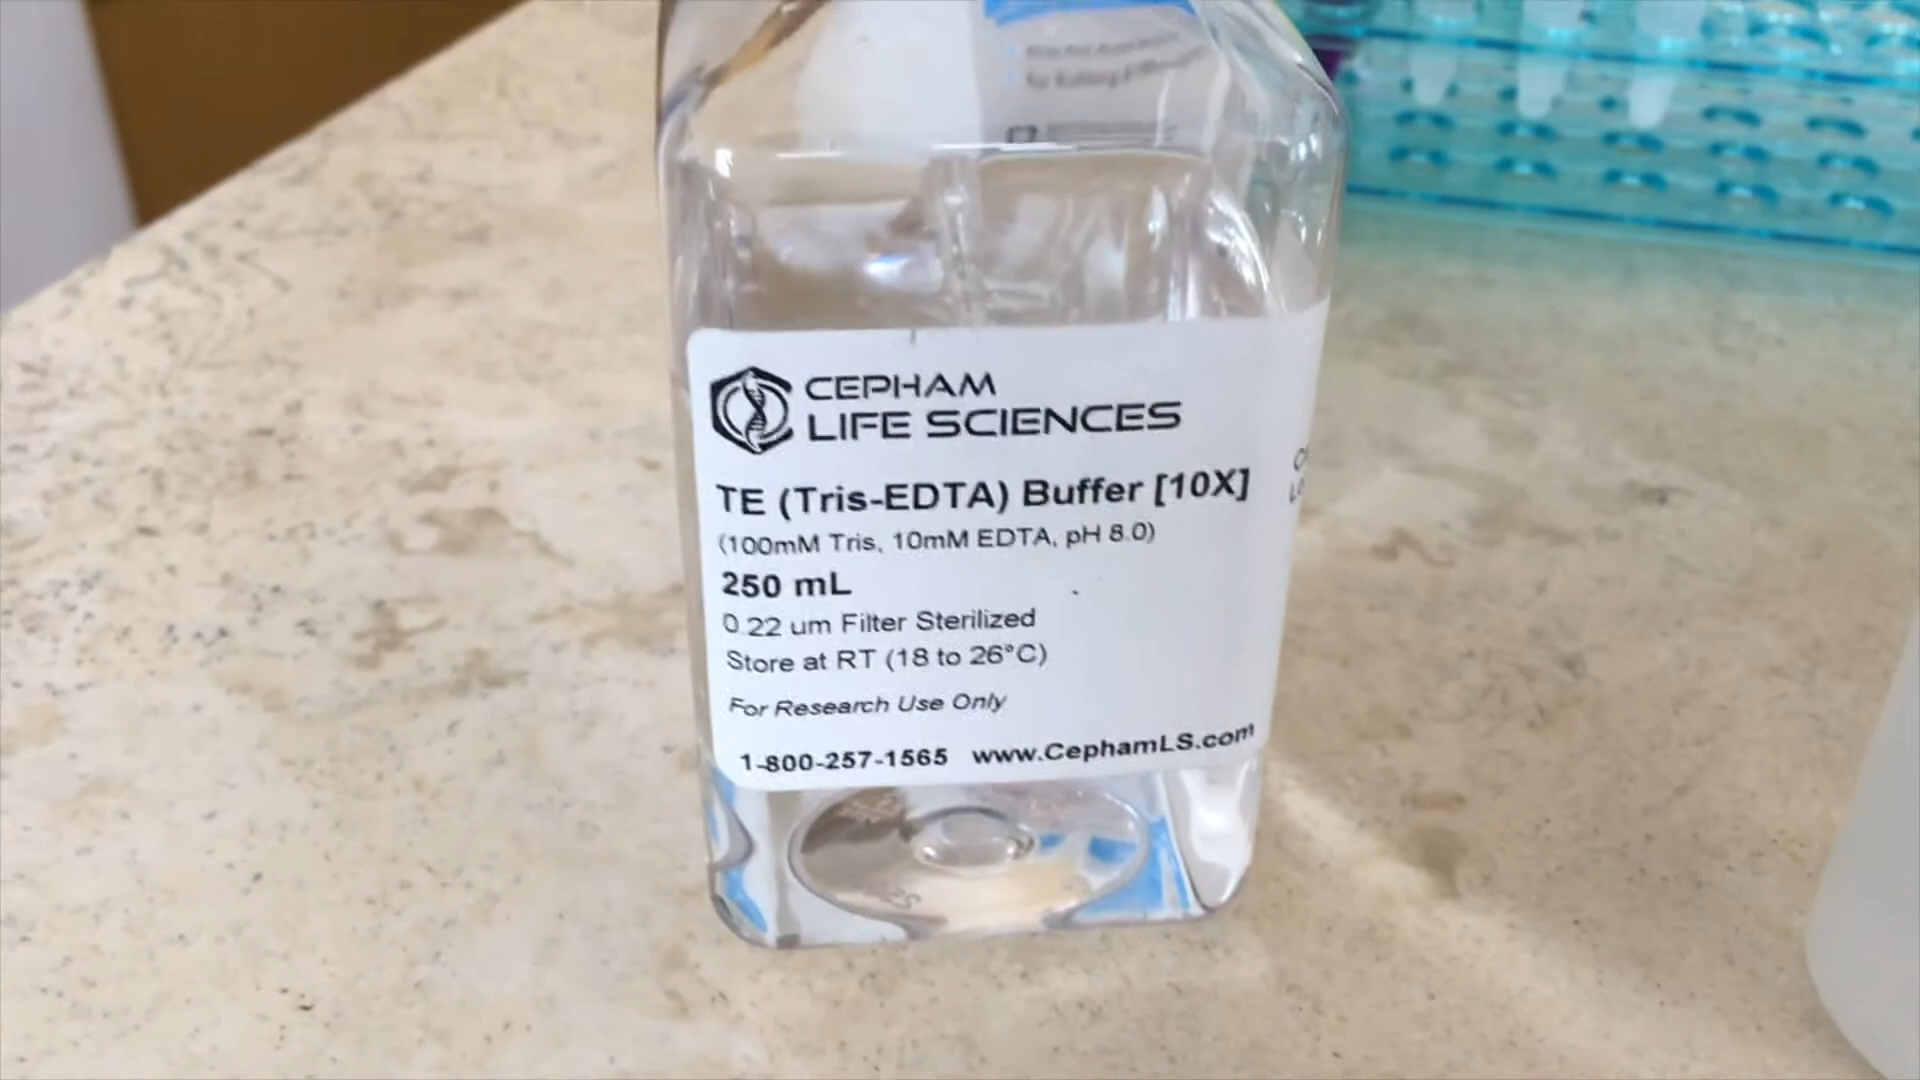 CEPHAM
LIFE SCIENCES
TE (Tris-EDTA) Buffer [10X]
(100mM Tris, 10mM EDTA, pH 8.0)
250 mL
0.22 um Filter Sterilized
Store at RT (18 to 26°C)
For Research Use Only
1-800-257-1565 www.CephamLS.com